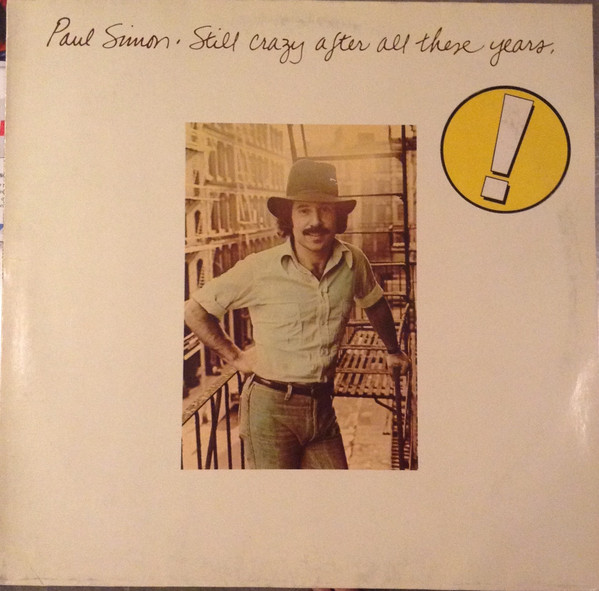 Paul Simon. Still crazy after all these years.
!